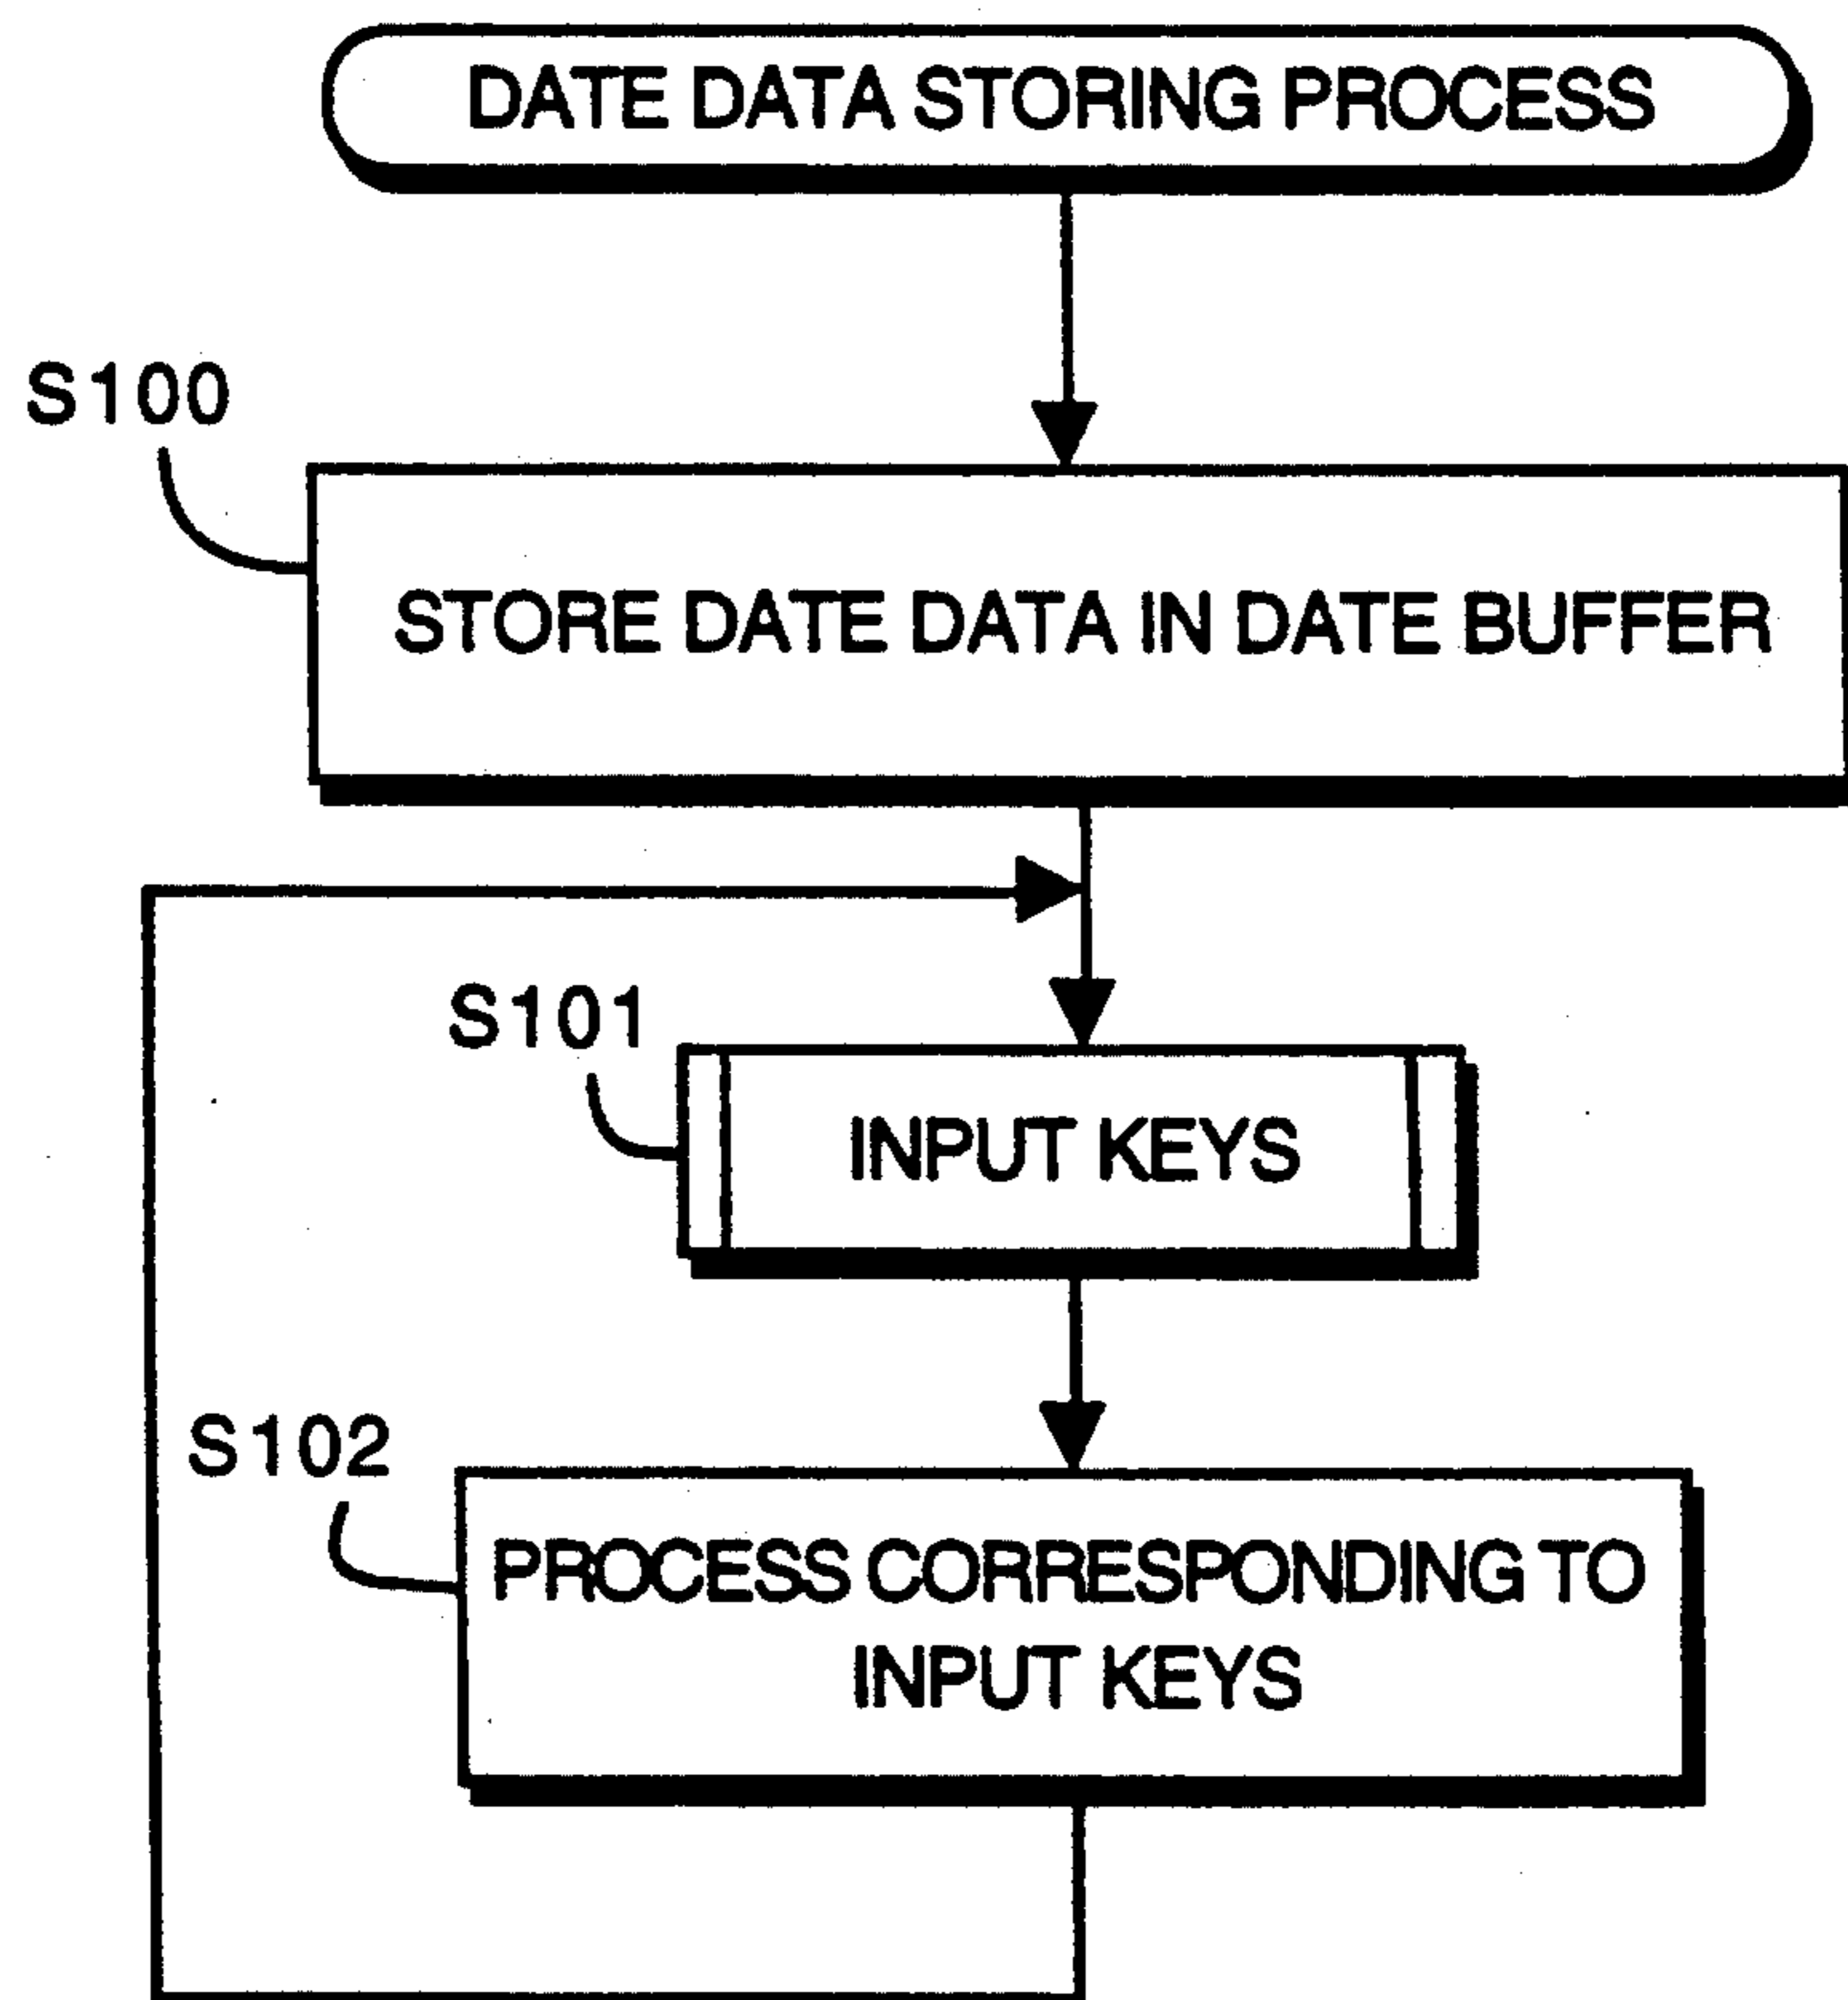 DATE DATA STORING PROCESS
S100
STORE DATE DATA IN DATE BUFFER
S101
INPUT KEYS
S102
PROCESS CORRESPONDING TO
INPUT KEYS